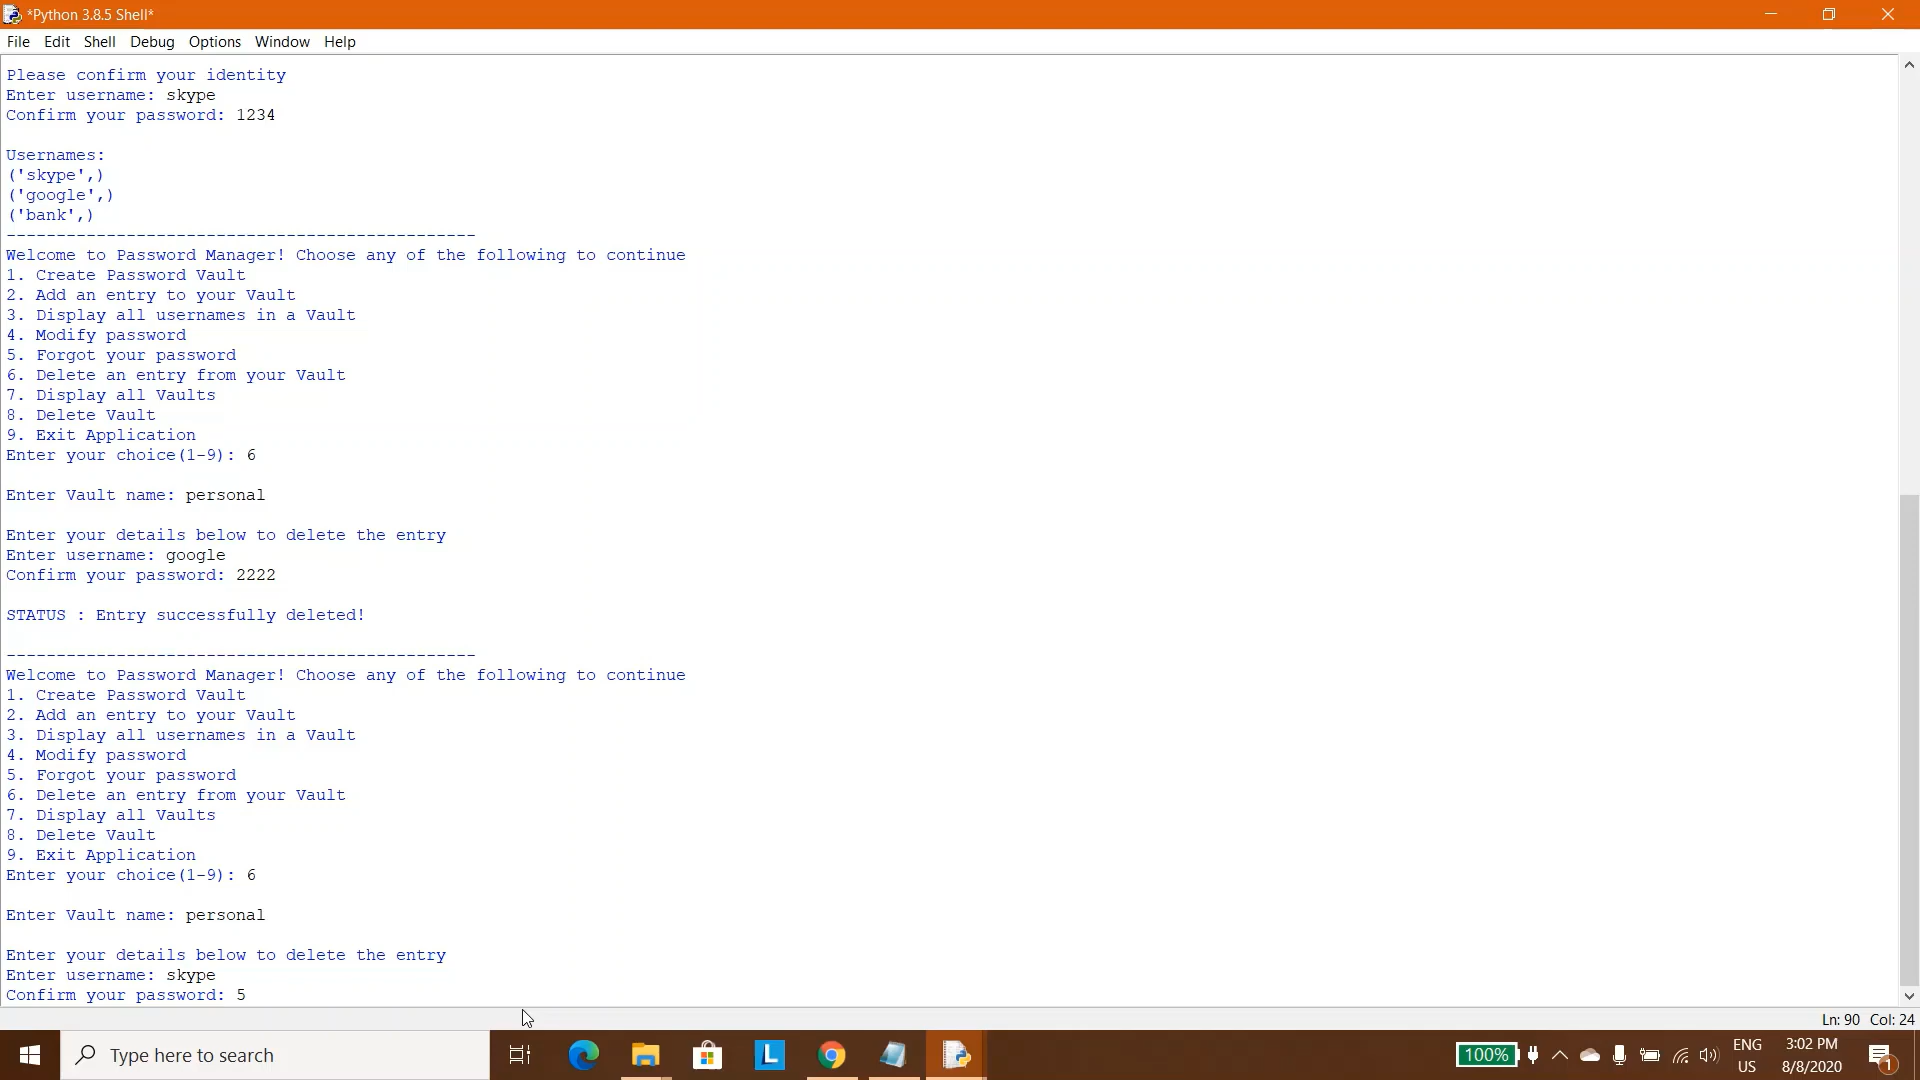 *Python 3.8.5 Shell*
File Edit Shell Debug Options Window Help
Please confirm your identity
Enter username: skype
Confirm your password: 1234
Usernames:
('skype',)
('google',)
('bank',)
-----------------------------------------------
Welcome to Password Manager! Choose any of the following to continue
1. Create Password Vault
2. Add an entry to your Vault
3. Display all usernames in a Vault
4. Modify password
5. Forgot your password
6. Delete an entry from your Vault
7. Display all Vaults
8. Delete Vault
9. Exit Application
Enter your choice(1-9): 6
Enter Vault name: personal
Enter your details below to delete the entry
Enter username: google
Confirm your password: 2222
STATUS : Entry successfully deleted!
-----------------------------------------------
Welcome to Password Manager! Choose any of the following to continue
1. Create Password Vault
2. Add an entry to your Vault
3. Display all usernames in a Vault
4. Modify password
5. Forgot your password
6. Delete an entry from your Vault
7. Display all Vaults
8. Delete Vault
9. Exit Application
Enter your choice(1-9): 6
Enter Vault name: personal
Enter your details below to delete the entry
Enter username: skype
Confirm your password: 5
Ln: 90 Col: 24
Type here to search
L
100%
ENG
US
3:02 PM
8/8/2020
1